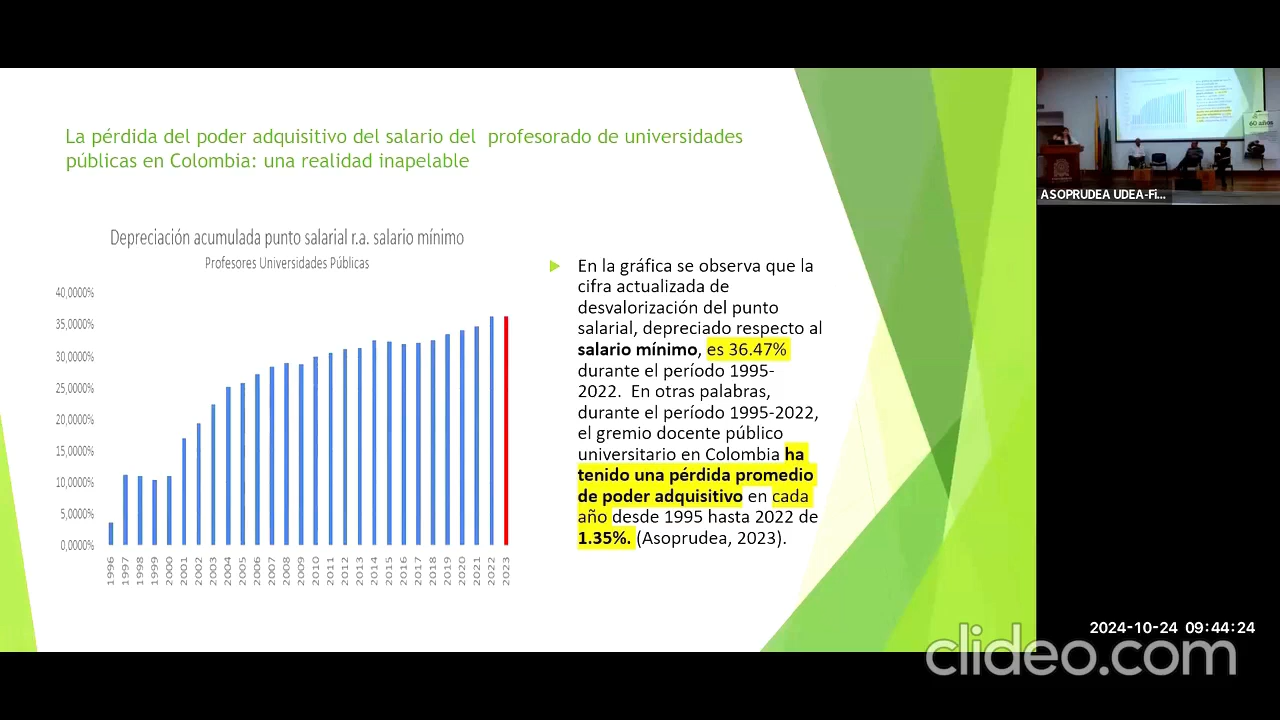 La pérdida del poder adquisitivo del salario del profesorado de universidades
públicas en Colombia: una realidad inapelable
Depreciación acumulada punto salarial r.a. salario mínimo
Profesores Universidades Públicas
40,0000%
35,0000%
30,0000%
25,0000%
20,0000%
15,0000%
10,0000%
5,0000%
0,0000%
1996
1997
1998
1999
2000
2001
2002
2003
2004
2005
2006
2007
2008
2009
2010
2011
2012
2013
2014
2015
2016
2017
2018
2019
2020
2021
2022
2023
En la gráfica se observa que la
cifra actualizada de
desvalorización del punto
salarial, depreciado respecto al
salario mínimo, es 36.47%
durante el período 1995-
2022. En otras palabras,
durante el período 1995-2022,
el gremio docente público
universitario en Colombia ha
tenido una pérdida promedio
de poder adquisitivo en cada
año desde 1995 hasta 2022 de
1.35%. (Asoprudea, 2023).
60 años
ASOPRUDEA UDEA-Fi...
2024-10-24 09:44:24
clideo.com